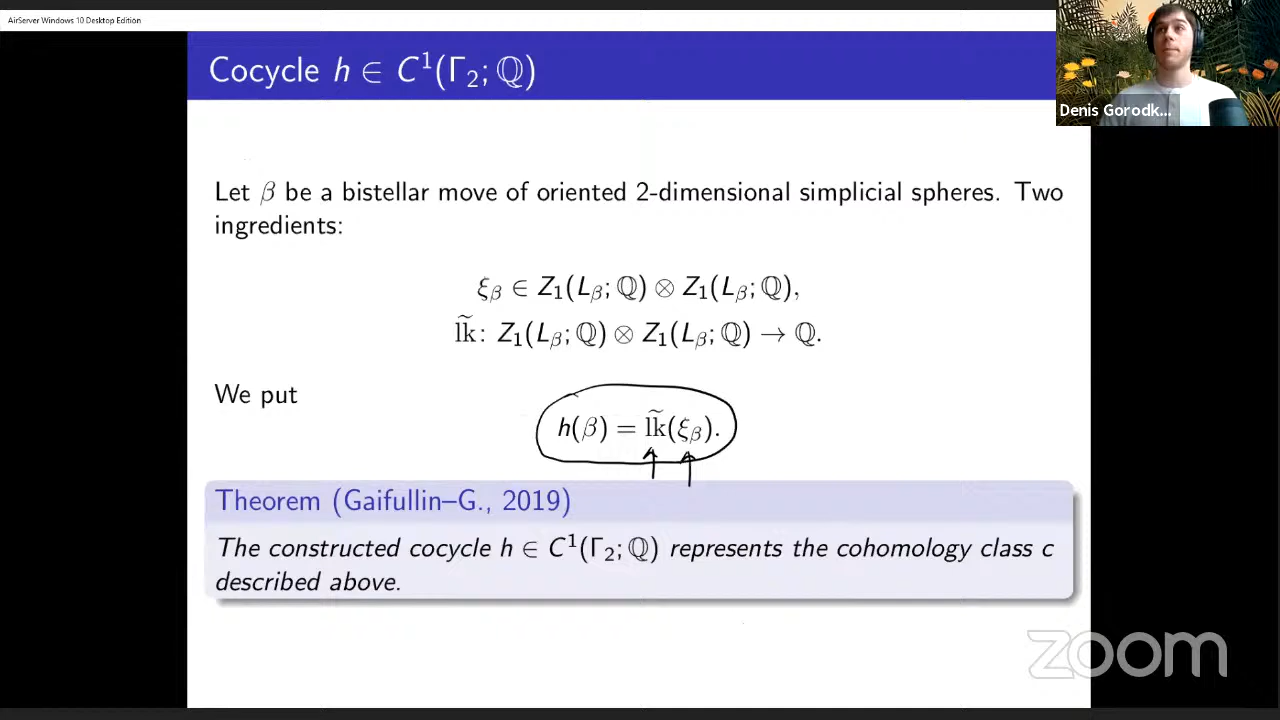 AirServer Windows 10 Desktop Edition
Cocycle h ∈ C¹(Γ₂; ℚ)
Denis Gorodk...
Let β be a bistellar move of oriented 2-dimensional simplicial spheres. Two
ingredients:
ξ_β ∈ Z₁(L_β; ℚ) ⊗ Z₁(L_β; ℚ),
l͠k: Z₁(L_β; ℚ) ⊗ Z₁(L_β; ℚ) → ℚ.
We put
h(β) = l͠k(ξ_β).
Theorem (Gaifullin–G., 2019)
The constructed cocycle h ∈ C¹(Γ₂; ℚ) represents the cohomology class c
described above.
zoom